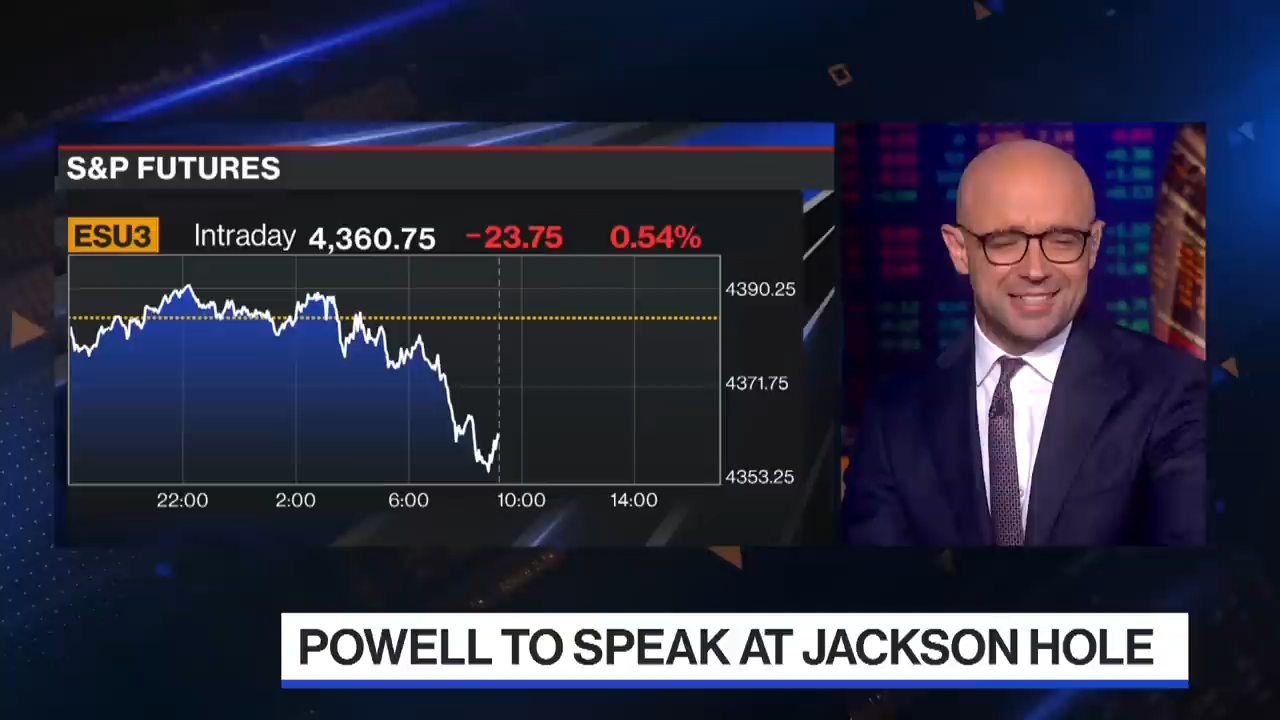 S&P FUTURES
ESU3 Intraday 4,360.75 −23.75 0.54%
4390.25
4371.75
4353.25
22:00 2:00 6:00 10:00 14:00
POWELL TO SPEAK AT JACKSON HOLE